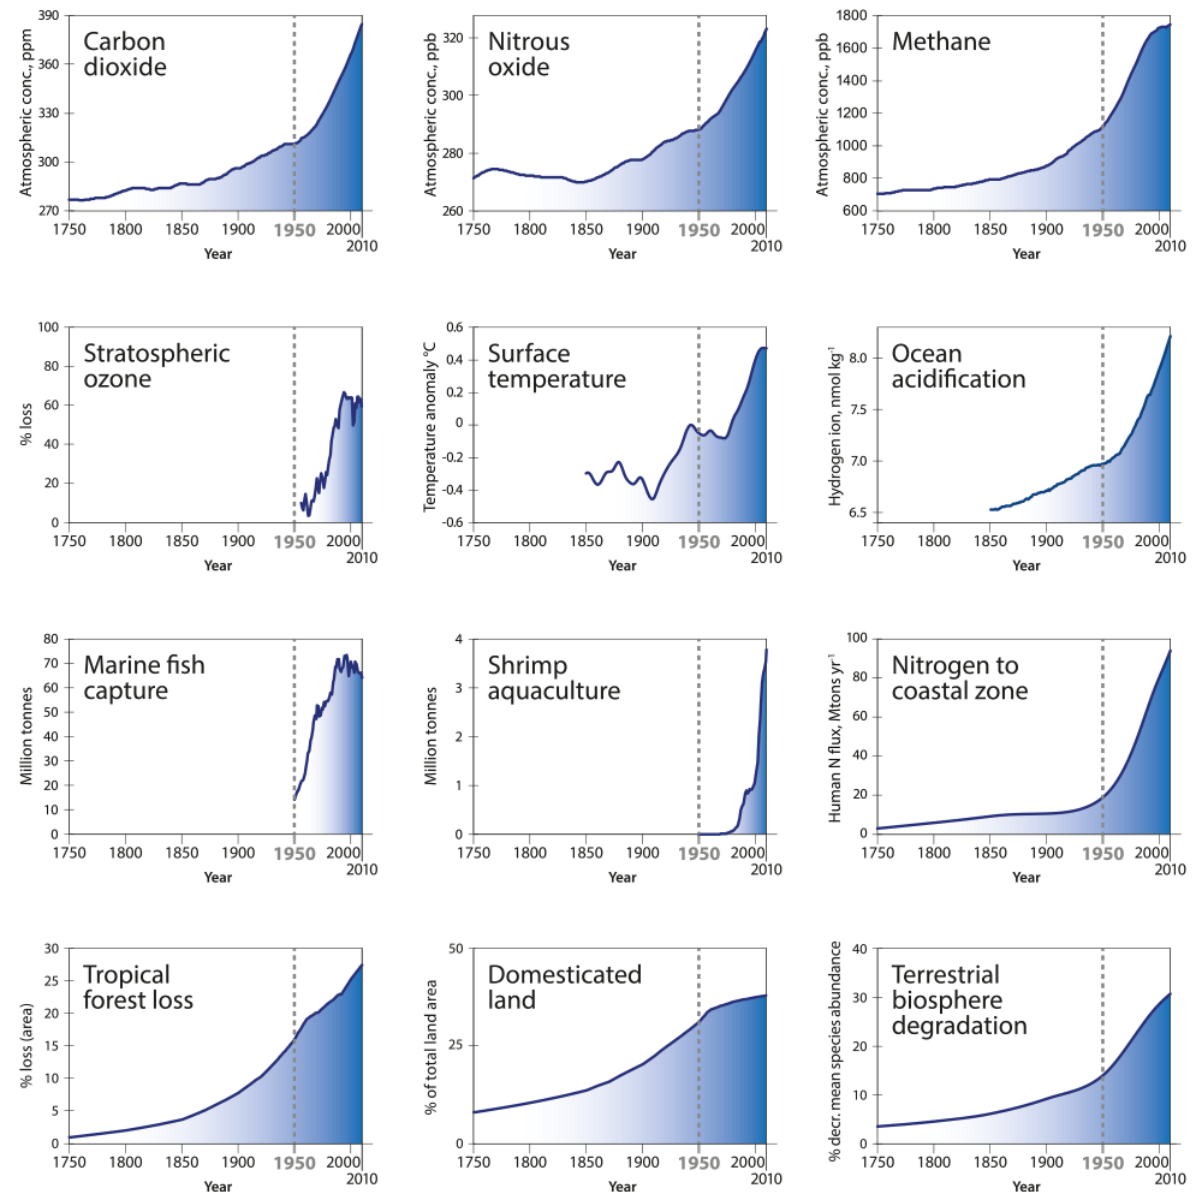 390
360
330
300
270
Atmospheric conc., ppm
Carbon
dioxide
1750 1800 1850 1900 1950 2000
2010
Year
320
300
280
260
Atmospheric conc., ppb
Nitrous
oxide
1750 1800 1850 1900 1950 2000
2010
Year
1800
1600
1400
1200
1000
800
600
Atmospheric conc., ppb
Methane
1750 1800 1850 1900 1950 2000
2010
Year
100
80
60
40
20
0
% loss
Stratospheric
ozone
1750 1800 1850 1900 1950 2000
2010
Year
0.6
0.4
0.2
0
-0.2
-0.4
-0.6
Temperature anomaly °C
Surface
temperature
1750 1800 1850 1900 1950 2000
2010
Year
8.0
7.5
7.0
6.5
Hydrogen ion, nmol kg⁻¹
Ocean
acidification
1750 1800 1850 1900 1950 2000
2010
Year
80
70
60
50
40
30
20
10
0
Million tonnes
Marine fish
capture
1750 1800 1850 1900 1950 2000
2010
Year
4
3
2
1
0
Million tonnes
Shrimp
aquaculture
1750 1800 1850 1900 1950 2000
2010
Year
100
80
60
40
20
0
Human N flux, Mtons yr⁻¹
Nitrogen to
coastal zone
1750 1800 1850 1900 1950 2000
2010
Year
30
25
20
15
10
5
0
% loss (area)
Tropical
forest loss
1750 1800 1850 1900 1950 2000
2010
Year
50
25
0
% of total land area
Domesticated
land
1750 1800 1850 1900 1950 2000
2010
Year
40
30
20
10
0
% decr. mean species abundance
Terrestrial
biosphere
degradation
1750 1800 1850 1900 1950 2000
2010
Year